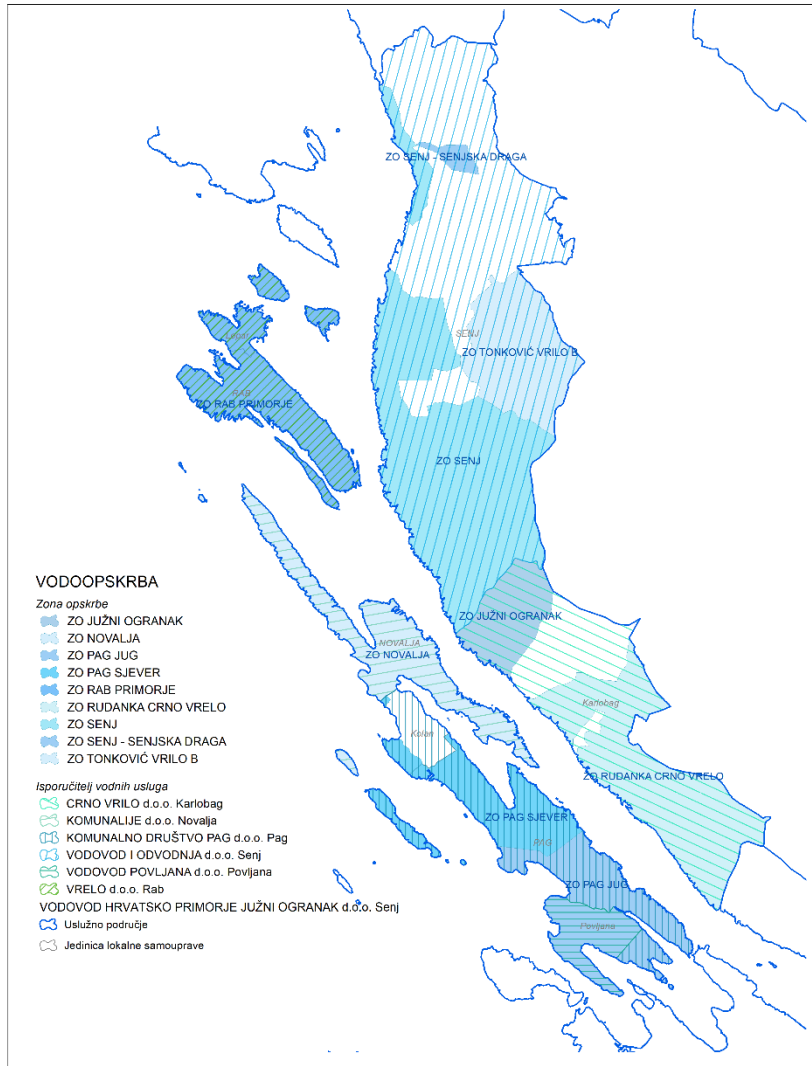 ZO SENJ - SENJSKA DRAGA
SENJ
ZO TONKOVIĆ VRILO B
Lopar
RAB
ZO RAB PRIMORJE
ZO SENJ
ZO JUŽNI OGRANAK
NOVALJA
ZO NOVALJA
Karlobag
Kolan
ZO RUDANKA CRNO VRELO
ZO PAG SJEVER
PAG
ZO PAG JUG
Povljana
VODOOPSKRBA
Zona opskrbe
ZO JUŽNI OGRANAK
ZO NOVALJA
ZO PAG JUG
ZO PAG SJEVER
ZO RAB PRIMORJE
ZO RUDANKA CRNO VRELO
ZO SENJ
ZO SENJ - SENJSKA DRAGA
ZO TONKOVIĆ VRILO B
Isporučitelj vodnih usluga
CRNO VRILO d.o.o. Karlobag
KOMUNALIJE d.o.o. Novalja
KOMUNALNO DRUŠTVO PAG d.o.o. Pag
VODOVOD I ODVODNJA d.o.o. Senj
VODOVOD POVLJANA d.o.o. Povljana
VRELO d.o.o. Rab
VODOVOD HRVATSKO PRIMORJE JUŽNI OGRANAK d.o.o. Senj
Uslužno područje
Jedinica lokalne samouprave